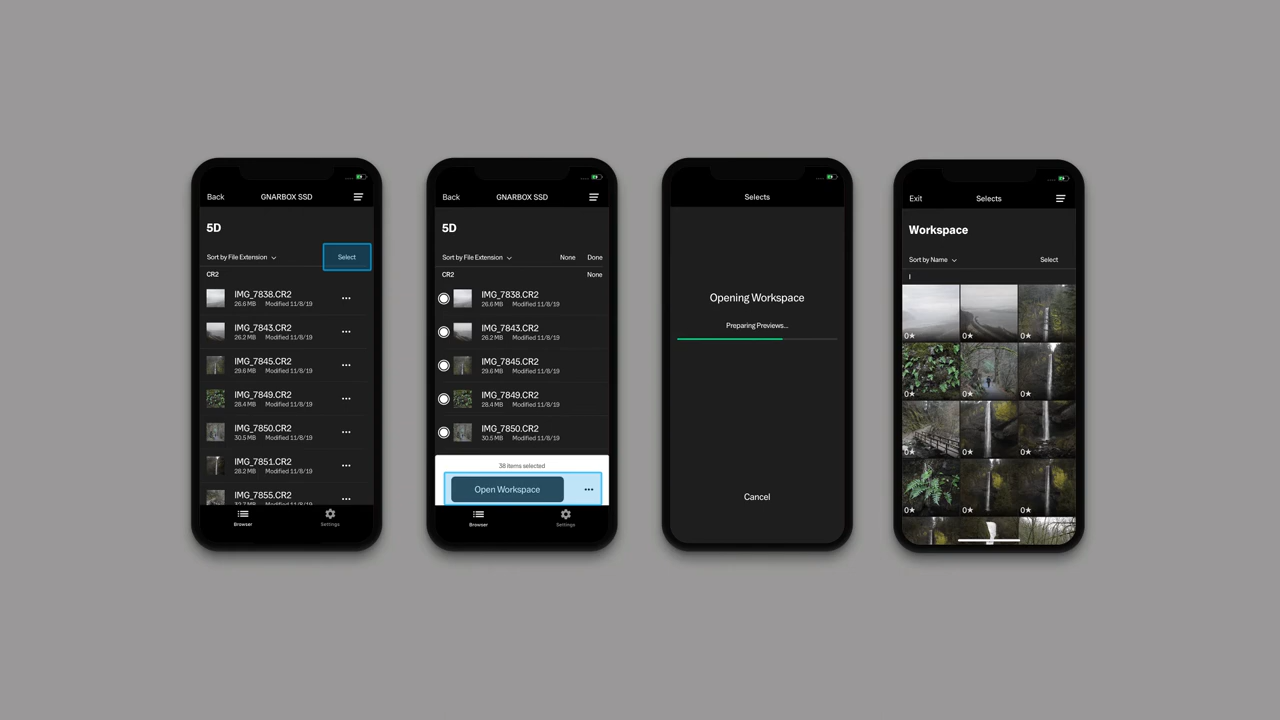 Back GNARBOX SSD
5D
Sort by File Extension Select
CR2
IMG_7838.CR2
26.6 MB Modified 11/8/19
IMG_7843.CR2
26.2 MB Modified 11/8/19
IMG_7845.CR2
29.6 MB Modified 11/8/19
IMG_7849.CR2
28.4 MB Modified 11/8/19
IMG_7850.CR2
30.5 MB Modified 11/8/19
IMG_7851.CR2
28.2 MB Modified 11/8/19
IMG_7855.CR2
32.7 MB Modified 11/8/19
Browser Settings
Back GNARBOX SSD
5D
Sort by File Extension None Done
CR2 None
IMG_7838.CR2
26.6 MB Modified 11/8/19
IMG_7843.CR2
26.2 MB Modified 11/8/19
IMG_7845.CR2
29.6 MB Modified 11/8/19
IMG_7849.CR2
28.4 MB Modified 11/8/19
IMG_7850.CR2
30.5 MB Modified 11/8/19
38 items selected
Open Workspace
Browser Settings
Selects
Opening Workspace
Preparing Previews...
Cancel
Exit Selects
Workspace
Sort by Name Select
I
0★ 0★ 0★
0★ 0★ 0★
0★ 0★ 0★
0★ 0★ 0★